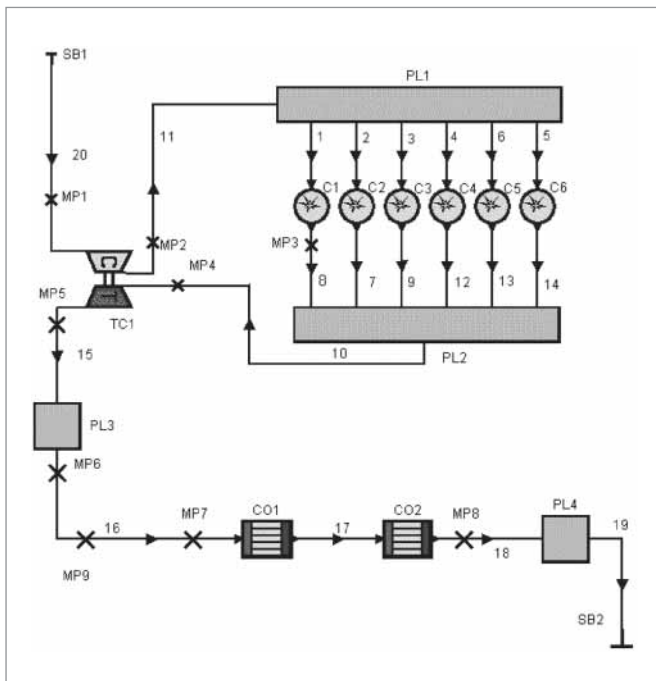 SB1
PL1
11
1 2 3 4 6 5
20
MP1
C1 C2 C3 C4 C5 C6
MP2
MP3
MP4
MP5
TC1
8 7 9 12 13 14
15
10
PL2
PL3
MP6
16
MP7
CO1
17
CO2
MP8
PL4
19
18
MP9
SB2